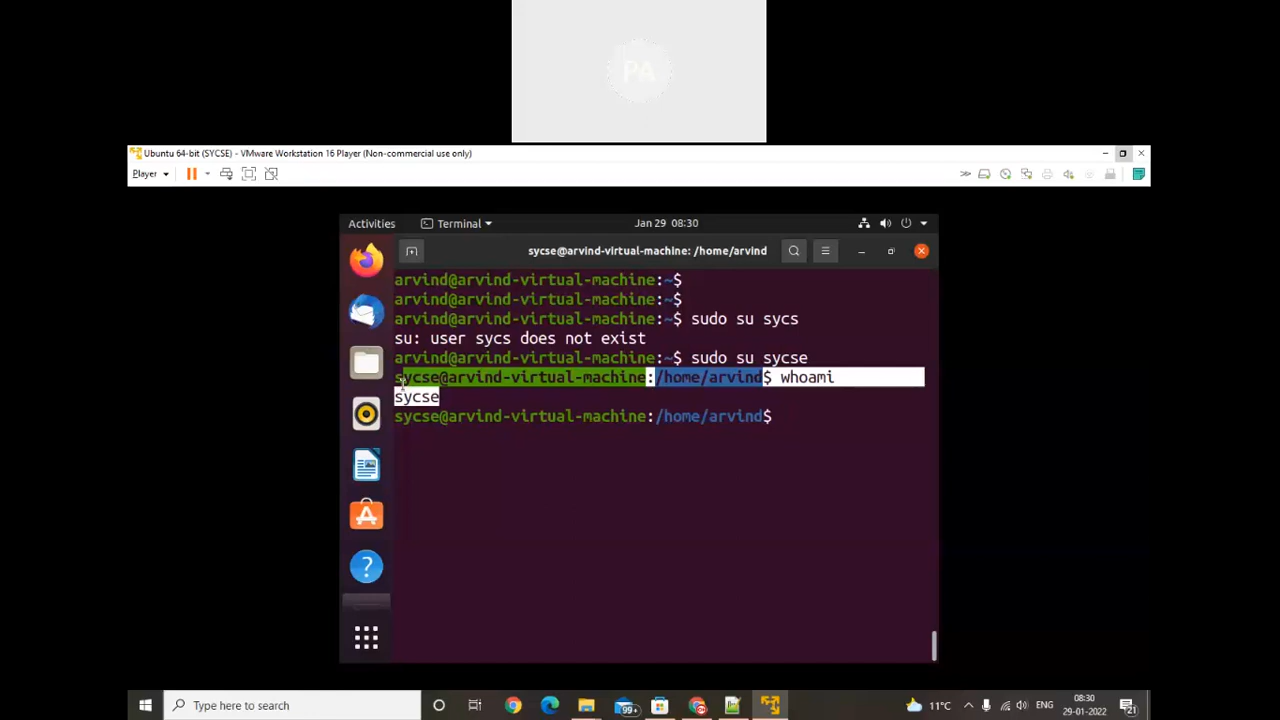 PA
Ubuntu 64-bit (SYCSE) - VMware Workstation 16 Player (Non-commercial use only)
Player
Activities
Terminal
Jan 29 08:30
sycse@arvind-virtual-machine: /home/arvind
arvind@arvind-virtual-machine:~$
arvind@arvind-virtual-machine:~$
arvind@arvind-virtual-machine:~$ sudo su sycs
su: user sycs does not exist
arvind@arvind-virtual-machine:~$ sudo su sycse
sycse@arvind-virtual-machine:/home/arvind$ whoami
sycse
sycse@arvind-virtual-machine:/home/arvind$
Type here to search
99+
11°C
ENG
08:30
29-01-2022
21